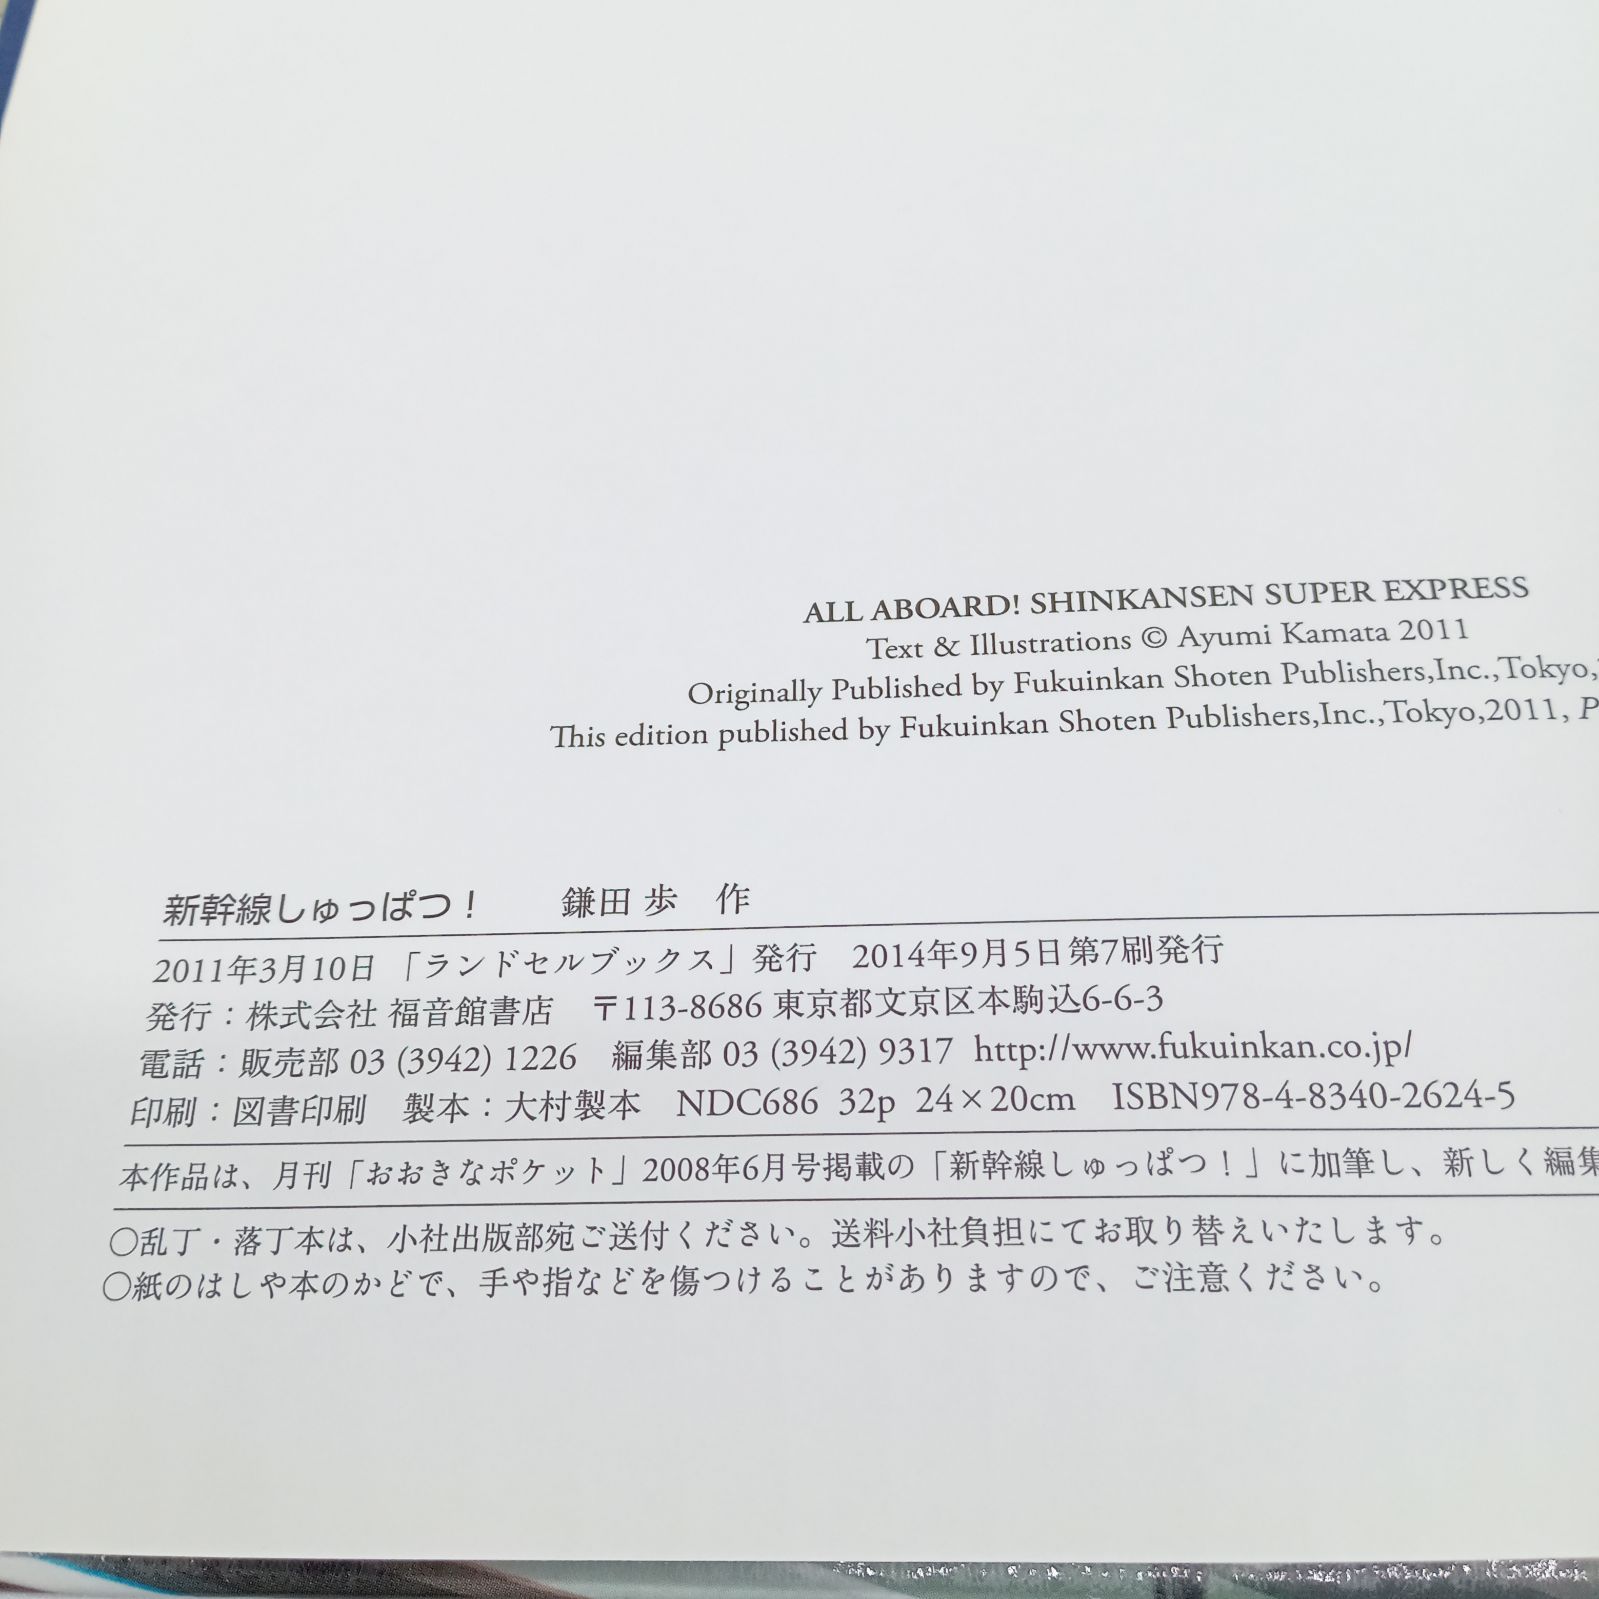 ALL ABOARD! SHINKANSEN SUPER EXPRESS
Text & Illustrations © Ayumi Kamata 2011
Originally Published by Fukuinkan Shoten Publishers,Inc.,Tokyo,
This edition published by Fukuinkan Shoten Publishers,Inc.,Tokyo,2011, P
新幹線しゅっぱつ！　鎌田 歩　作
2011年3月10日「ランドセルブックス」発行　2014年9月5日第7刷発行
発行：株式会社 福音館書店　〒113-8686 東京都文京区本駒込6-6-3
電話：販売部 03 (3942) 1226　編集部 03 (3942) 9317 http://www.fukuinkan.co.jp/
印刷：図書印刷　製本：大村製本　NDC686 32p 24×20cm　ISBN978-4-8340-2624-5
本作品は、月刊「おおきなポケット」2008年6月号掲載の「新幹線しゅっぱつ！」に加筆し、新しく編集
○乱丁・落丁本は、小社出版部宛ご送付ください。送料小社負担にてお取り替えいたします。
○紙のはしや本のかどで、手や指などを傷つけることがありますので、ご注意ください。